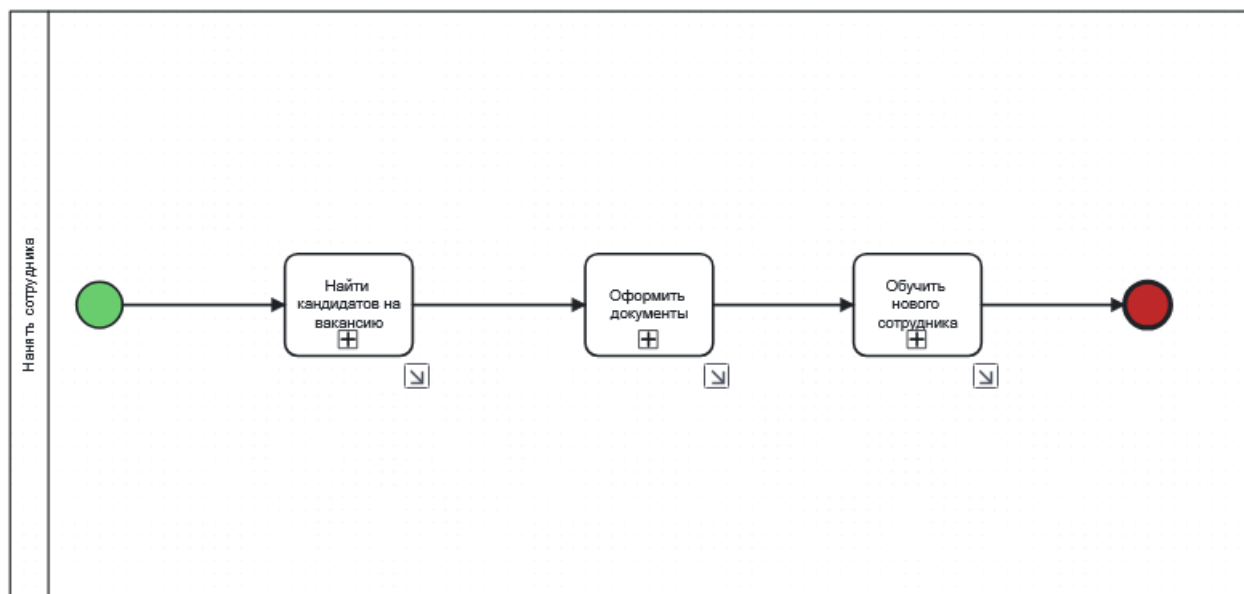 Нанять сотрудника
Найти
кандидатов на
вакансию
Оформить
документы
Обучить
нового
сотрудника